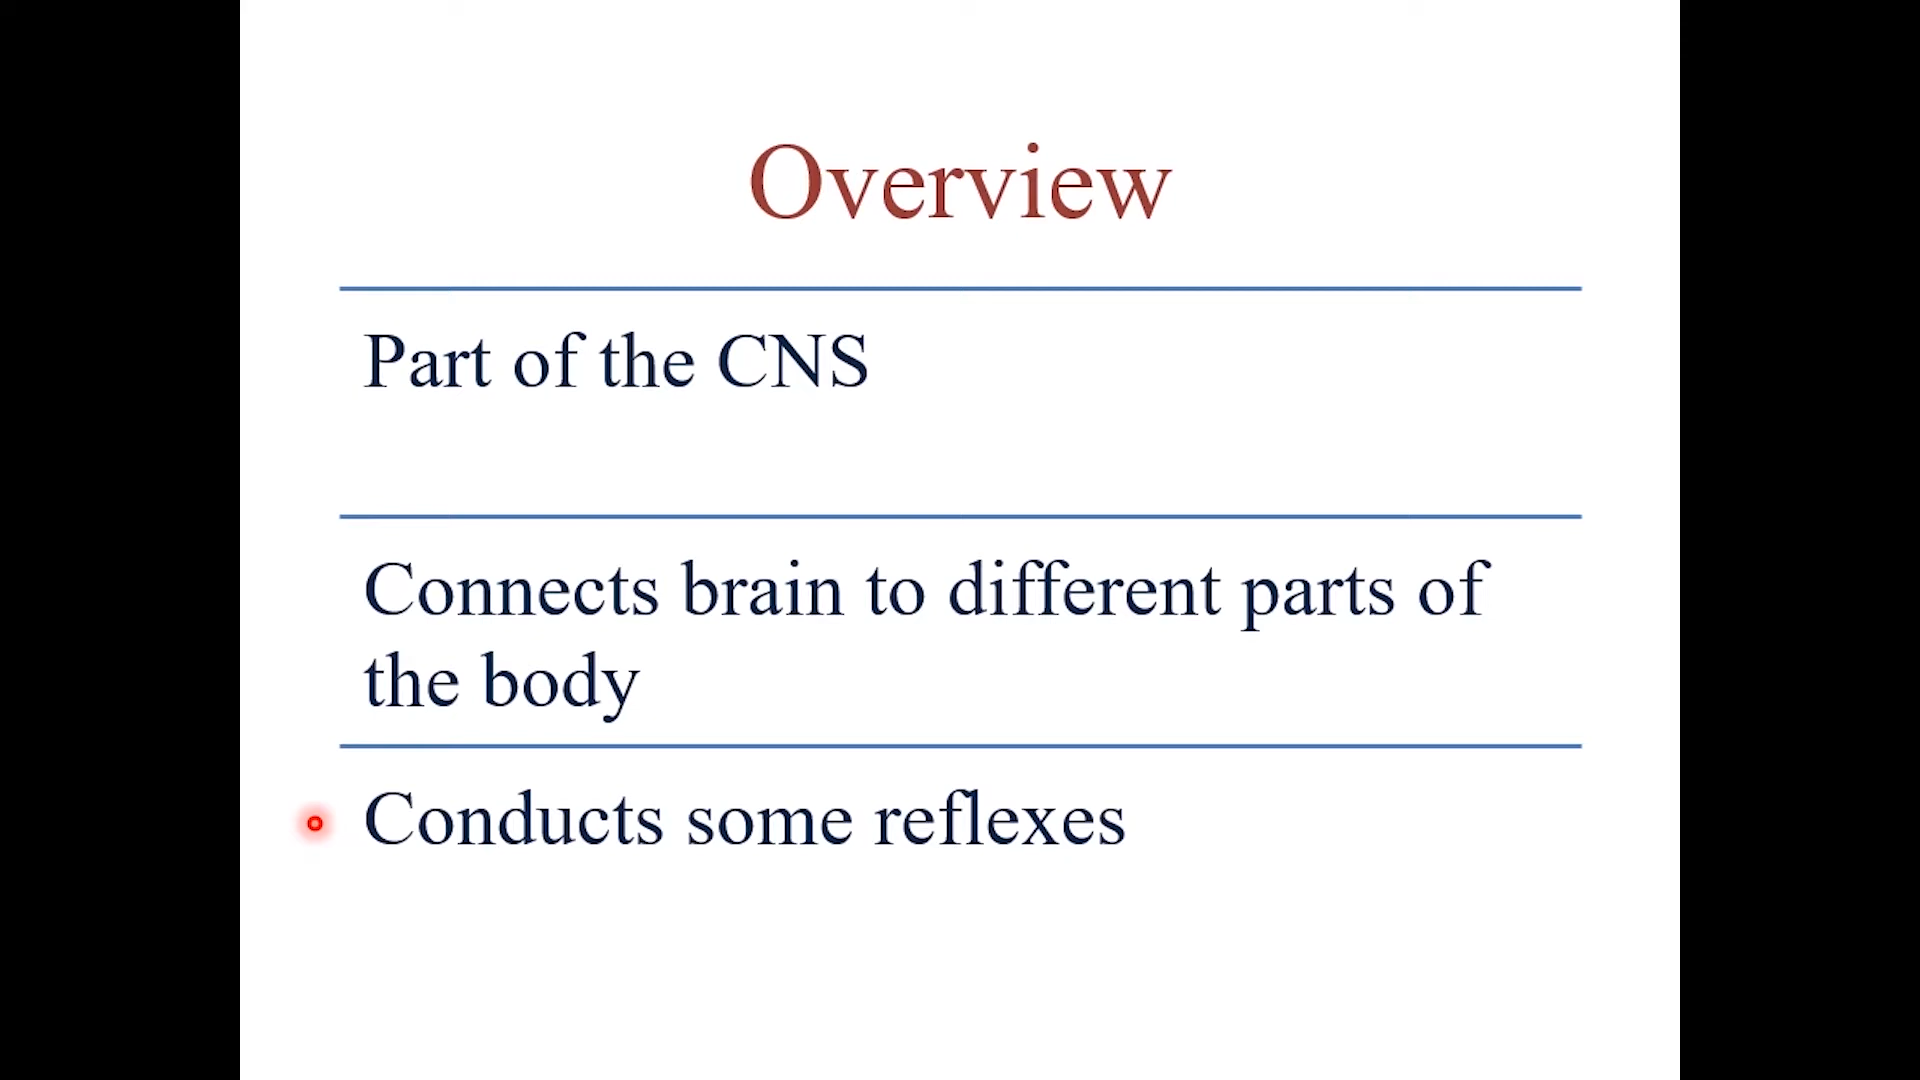 Overview
Part of the CNS
Connects brain to different parts of
the body
Conducts some reflexes